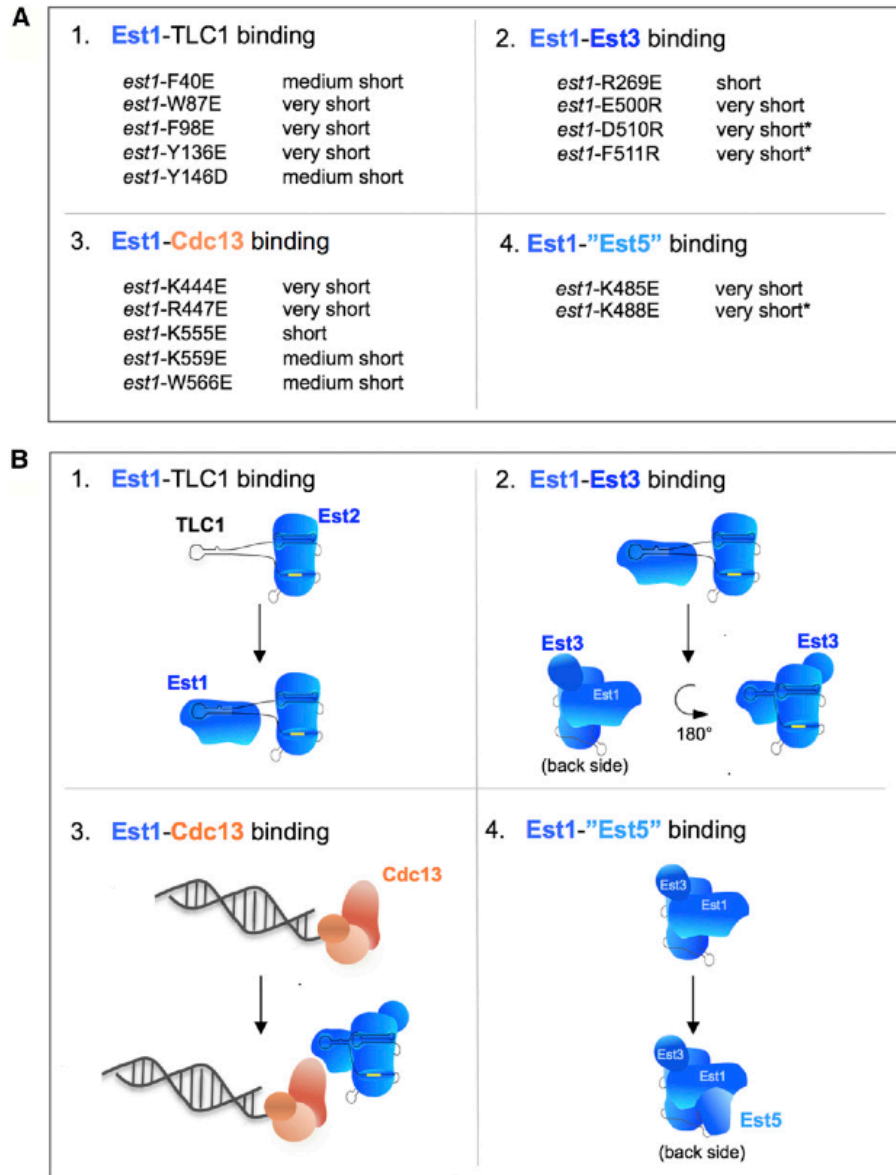 A
1. Est1-TLC1 binding
est1-F40E medium short
est1-W87E very short
est1-F98E very short
est1-Y136E very short
est1-Y146D medium short
2. Est1-Est3 binding
est1-R269E short
est1-E500R very short
est1-D510R very short*
est1-F511R very short*
3. Est1-Cdc13 binding
est1-K444E very short
est1-R447E very short
est1-K555E short
est1-K559E medium short
est1-W566E medium short
4. Est1-”Est5” binding
est1-K485E very short
est1-K488E very short*
B
1. Est1-TLC1 binding
TLC1
Est2
Est1
2. Est1-Est3 binding
Est3
Est1
(back side)
180°
Est3
3. Est1-Cdc13 binding
Cdc13
4. Est1-”Est5” binding
Est3
Est1
Est3
Est1
Est5
(back side)